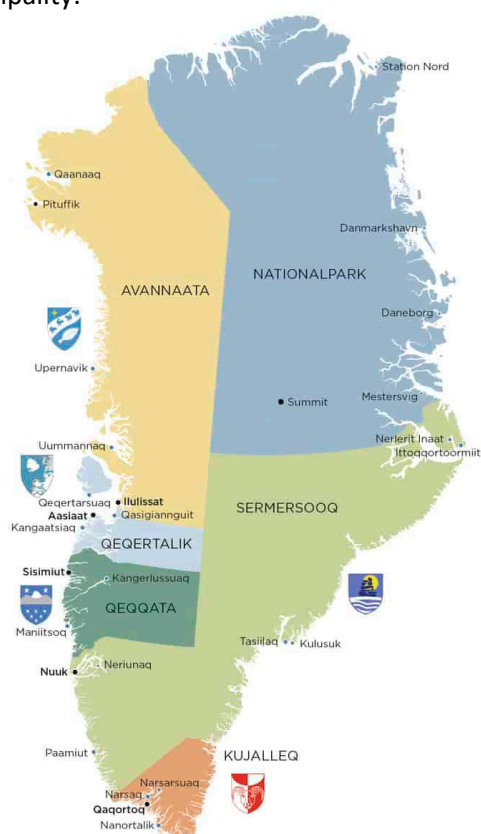 ipality.
Station Nord
Qaanaaq
Pituffik
Danmarkshavn
NATIONALPARK
AVANNAATA
Daneborg
Upernavik
Mestersvig
Summit
Uummannaq
Nerlerit Inaat
Ittoqqortoormiit
Qeqertarsuaq
Ilulissat
SERMERSOOQ
Aasiaat
Qasigiannguit
Kangaatsiaq
QEQERTALIK
Sisimiut
Kangerlussuaq
QEQQATA
Maniitsoq
Tasiilaq
Kulusuk
Neriunaq
Nuuk
Paamiut
KUJALLEQ
Narsarsuaq
Narsaq
Qaqortoq
Nanortalik